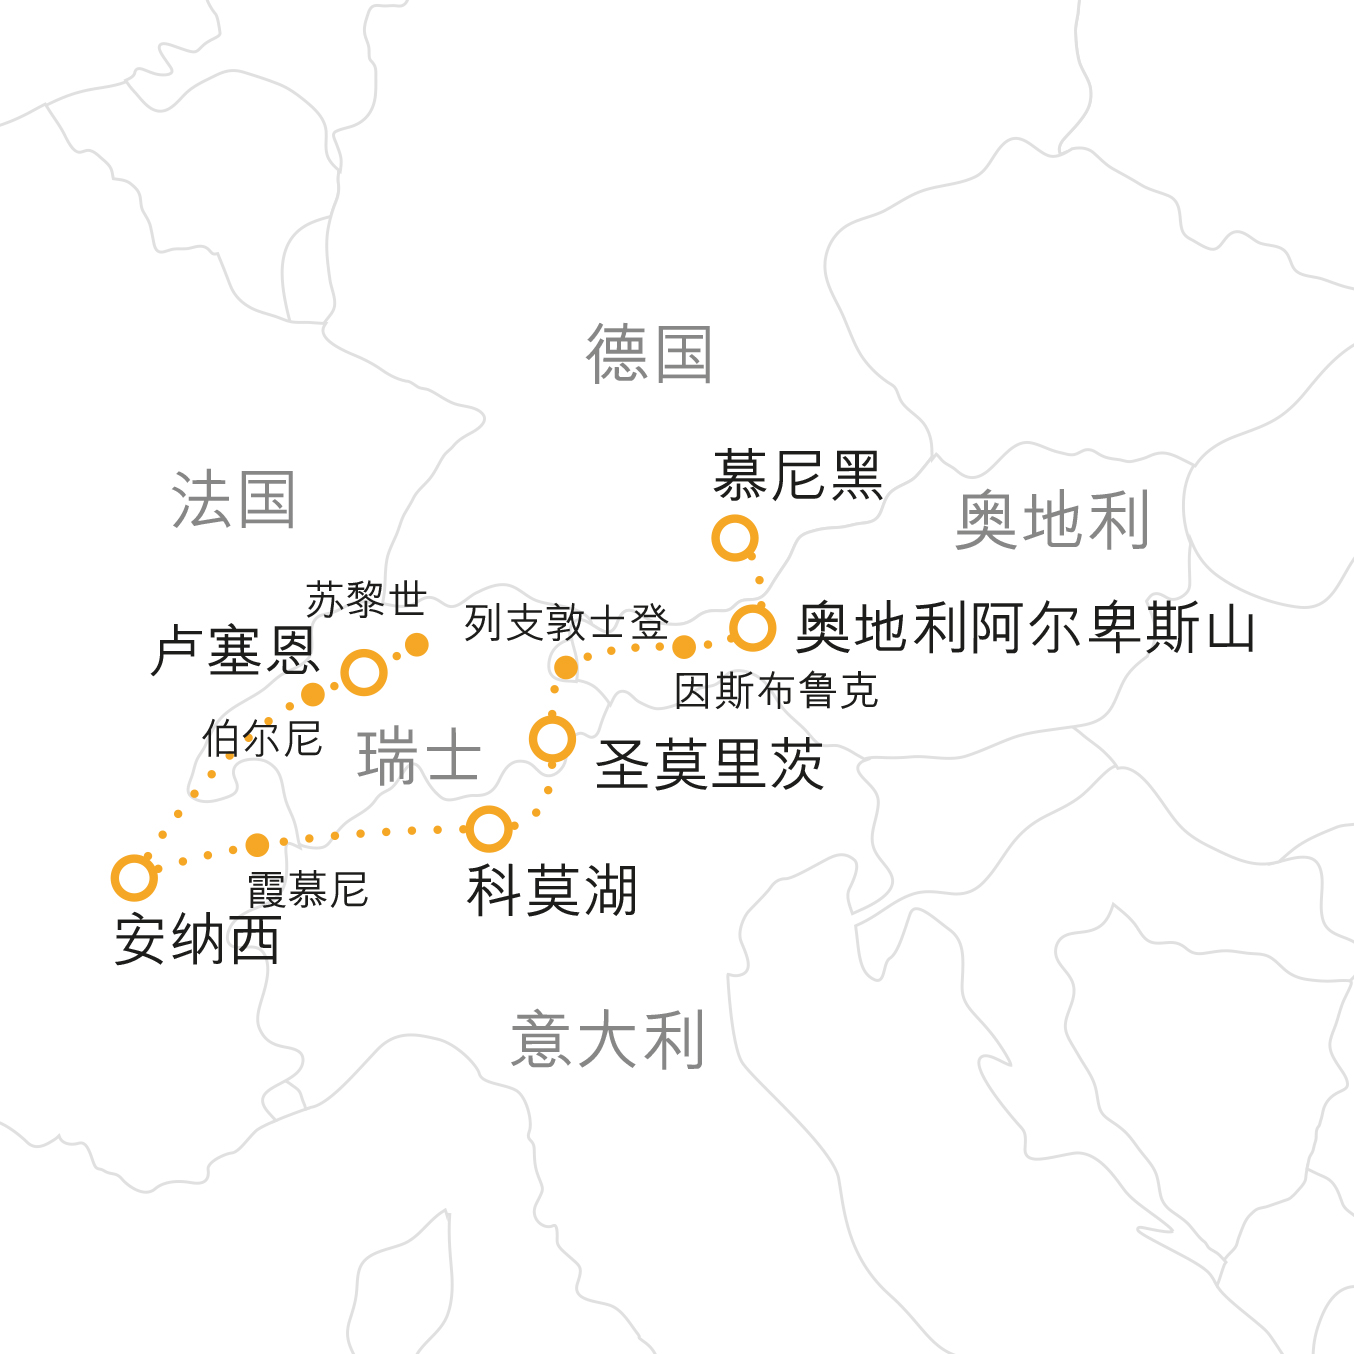 德国
慕尼黑
法国
奥地利
苏黎世
列支敦士登
奥地利阿尔卑斯山
卢塞恩
因斯布鲁克
伯尔尼
瑞士
圣莫里茨
霞慕尼
科莫湖
安纳西
意大利